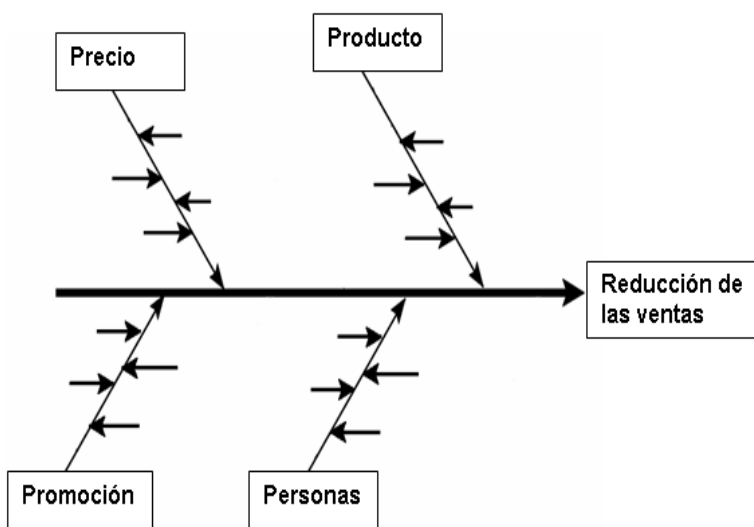 Precio
Producto
Reducción de
las ventas
Promoción
Personas